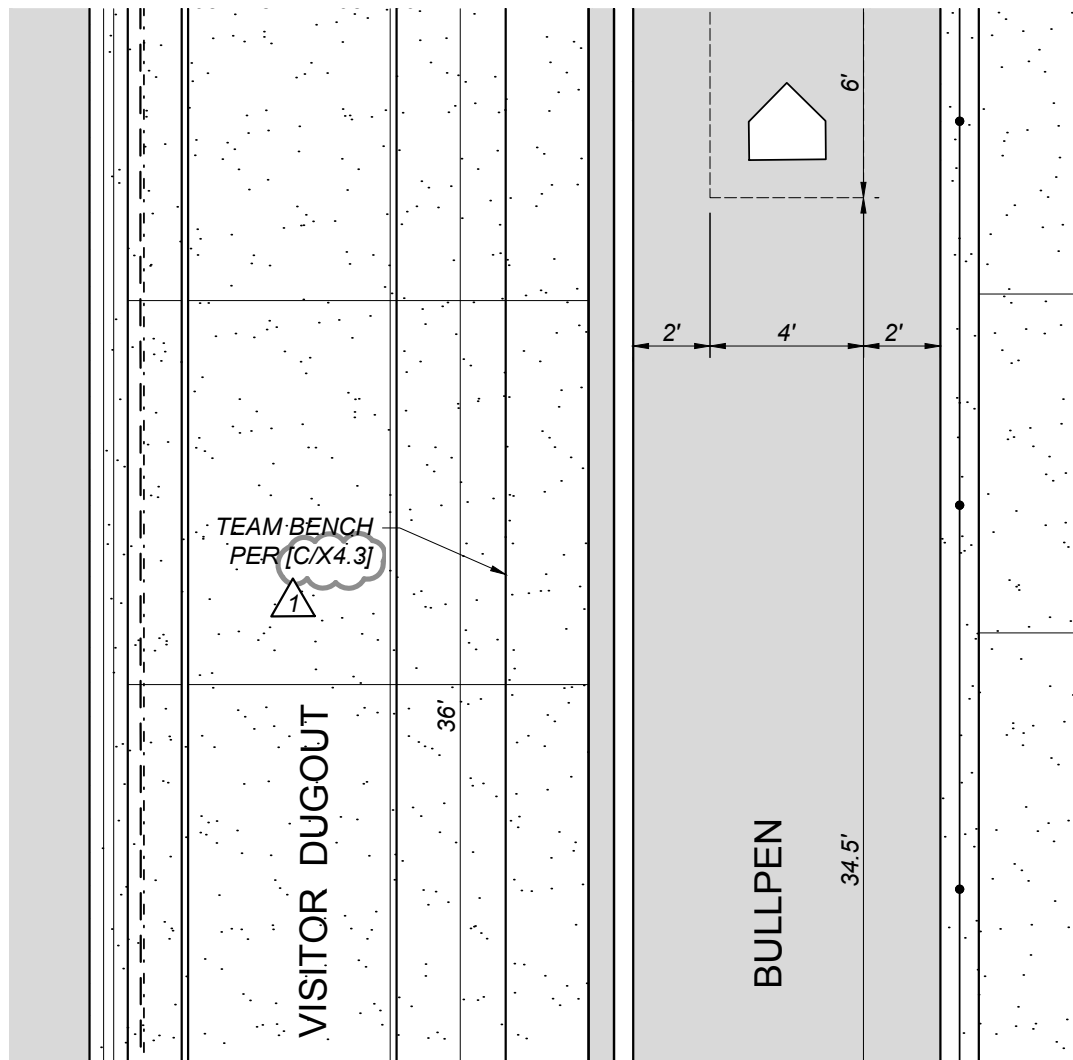 6'
2'
4'
2'
TEAM BENCH
PER [C/X4.3]
1
36'
VISITOR DUGOUT
34.5'
BULLPEN